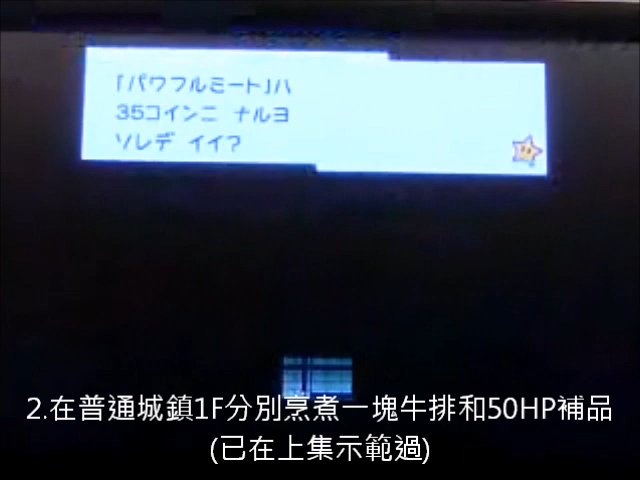 「パワフルミート」ハ
35コインニ ナルヨ
ソレデ イイ?
2.在普通城鎮1F分別烹煮一塊牛排和50HP補品
(已在上集示範過)